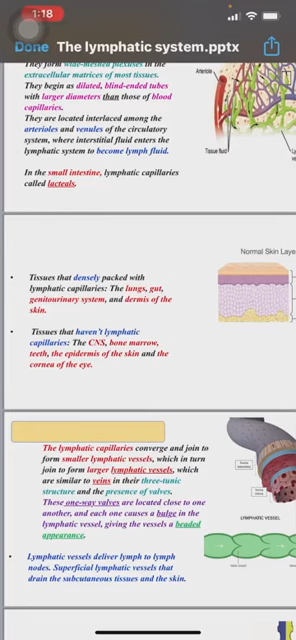 1:18
Done The lymphatic system.pptx
They form wide-meshed plexuses in the
extracellular matrices of most tissues.
They begin as dilated, blind-ended tubes
with larger diameters than those of blood
capillaries.
They are located interlaced among the
arterioles and venules of the circulatory
system, where interstitial fluid enters the
lymphatic system to become lymph fluid.
In the small intestine, lymphatic capillaries
called lacteals.
Arteriole
Tissue fluid
Normal Skin Laye
• Tissues that densely packed with
lymphatic capillaries: The lungs, gut,
genitourinary system, and dermis of the
skin.
• Tissues that haven't lymphatic
capillaries: The CNS, bone marrow,
teeth, the epidermis of the skin and the
cornea of the eye.
The lymphatic capillaries converge and join to
form smaller lymphatic vessels, which in turn
join to form larger lymphatic vessels, which
are similar to veins in their three-tunic
structure and the presence of valves.
These one-way valves are located close to one
another, and each one causes a bulge in the
lymphatic vessel, giving the vessels a beaded
appearance.
• Lymphatic vessels deliver lymph to lymph
nodes. Superficial lymphatic vessels that
drain the subcutaneous tissues and the skin.
LYMPHATIC VESSEL